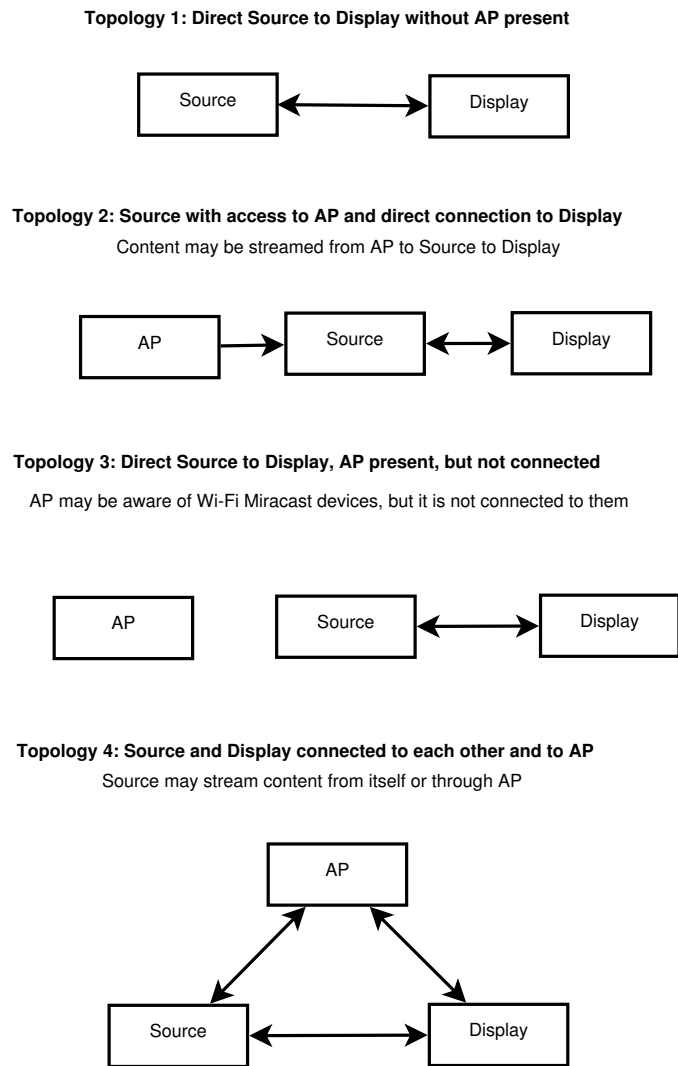 Topology 1: Direct Source to Display without AP present
Source
Display
Topology 2: Source with access to AP and direct connection to Display
Content may be streamed from AP to Source to Display
AP
Source
Display
Topology 3: Direct Source to Display, AP present, but not connected
AP may be aware of Wi-Fi Miracast devices, but it is not connected to them
AP
Source
Display
Topology 4: Source and Display connected to each other and to AP
Source may stream content from itself or through AP
AP
Source
Display